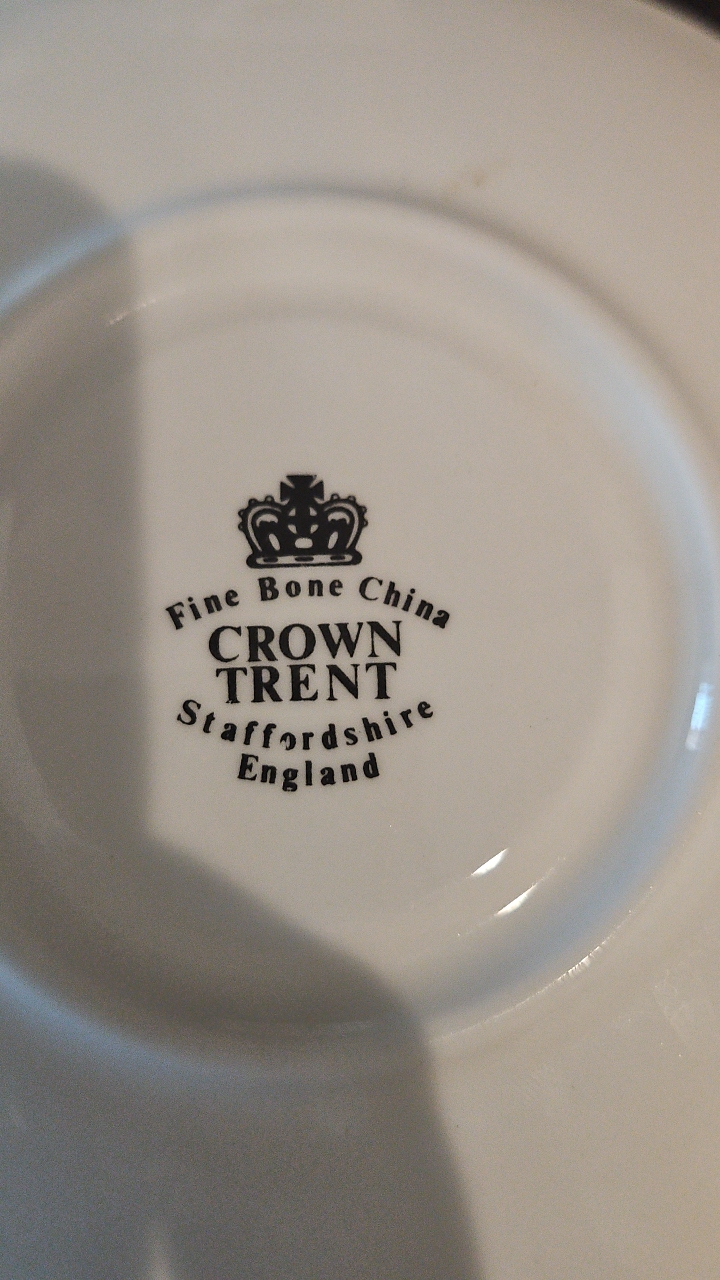 Fine Bone China
CROWN
TRENT
Staffordshire
England